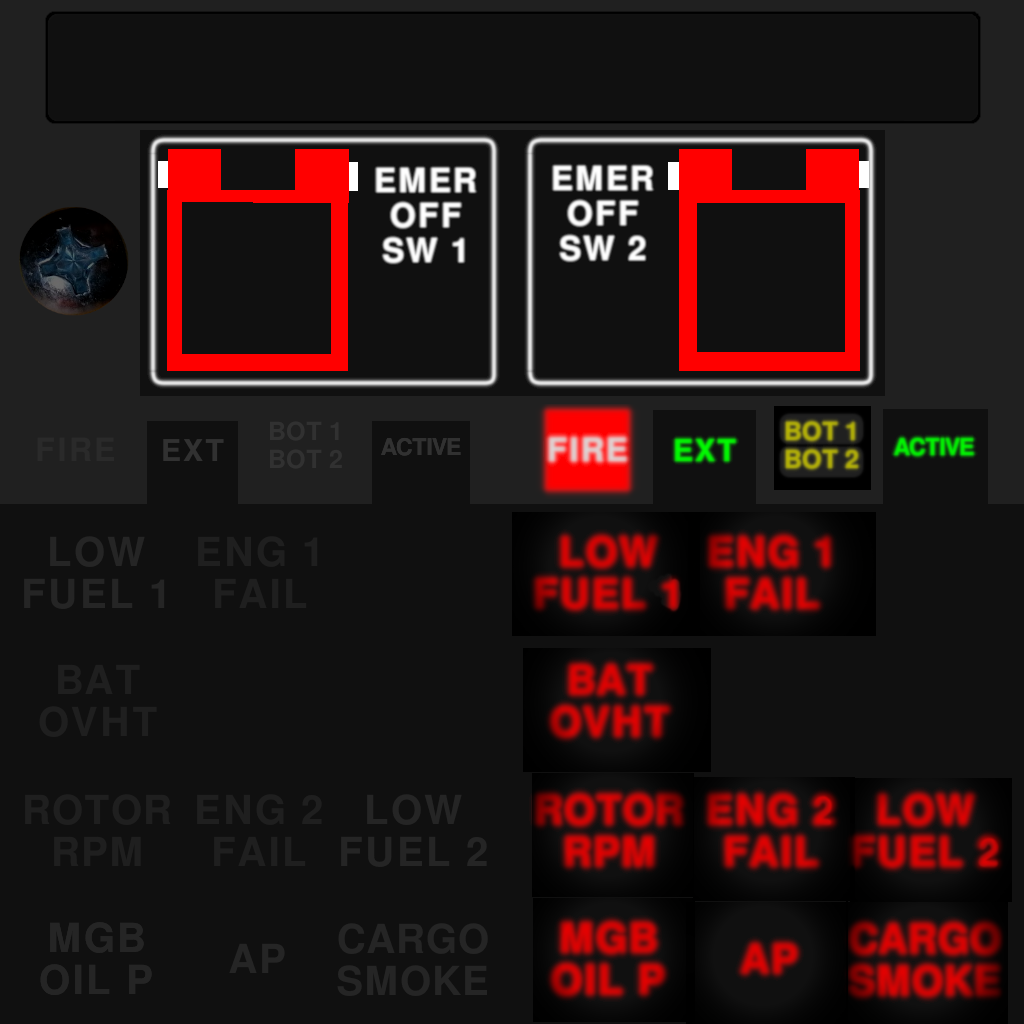 EMER
OFF
SW 1
EMER
OFF
SW 2
FIRE
EXT
BOT 1
BOT 2
ACTIVE
FIRE
EXT
BOT 1
BOT 2
ACTIVE
LOW
FUEL 1
ENG 1
FAIL
LOW
FUEL 1
ENG 1
FAIL
BAT
OVHT
BAT
OVHT
ROTOR
RPM
ENG 2
FAIL
LOW
FUEL 2
ROTOR
RPM
ENG 2
FAIL
LOW
FUEL 2
MGB
OIL P
AP
CARGO
SMOKE
MGB
OIL P
AP
CARGO
SMOKE